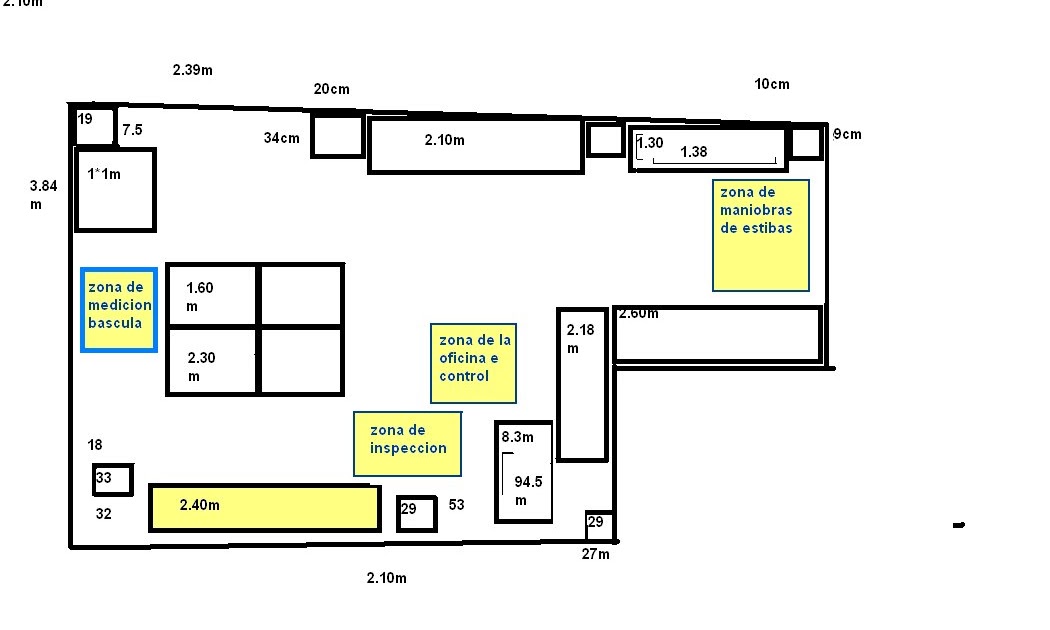 2.10m
2.39m
20cm
10cm
19
7.5
34cm
2.10m
1.30
1.38
9cm
1*1m
3.84
m
zona de
maniobras
de estibas
zona de
medicion
bascula
1.60
m
2.30
m
zona de la
oficina e
control
2.18
m
2.60m
zona de
inspeccion
8.3m
94.5
m
18
33
32
2.40m
29
53
29
27m
2.10m